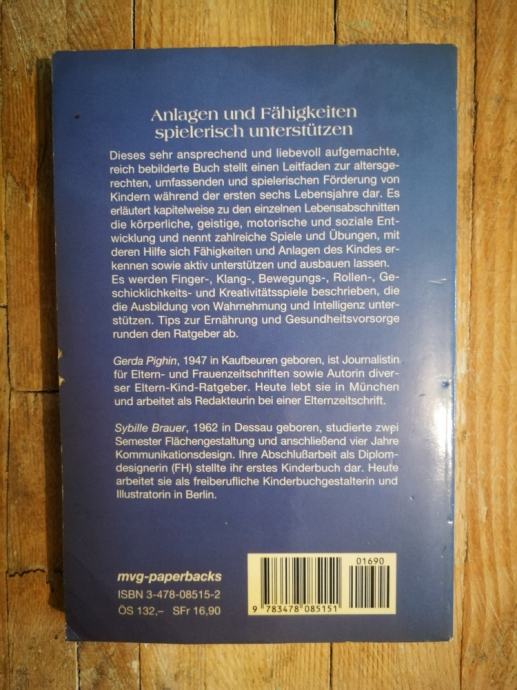 Anlagen und Fähigkeiten
spielerisch unterstützen
Dieses sehr ansprechend und liebevoll aufgemachte,
reich bebilderte Buch stellt einen Leitfaden zur altersge-
rechten, umfassenden und spielerischen Förderung von
Kindern während der ersten sechs Lebensjahre dar. Es
erläutert kapitelweise zu den einzelnen Lebensabschnitten
die körperliche, geistige, motorische und soziale Ent-
wicklung und nennt zahlreiche Spiele und Übungen, mit
deren Hilfe sich Fähigkeiten und Anlagen des Kindes er-
kennen sowie aktiv unterstützen und ausbauen lassen.
Es werden Finger-, Klang-, Bewegungs-, Rollen-, Ge-
schicklichkeits- und Kreativitätsspiele beschrieben, die
die Ausbildung von Wahrnehmung und Intelligenz unter-
stützen. Tips zur Ernährung und Gesundheitsvorsorge
runden den Ratgeber ab.
Gerda Pighin, 1947 in Kaufbeuren geboren, ist Journalistin
für Eltern- und Frauenzeitschriften sowie Autorin diver-
ser Eltern-Kind-Ratgeber. Heute lebt sie in München
und arbeitet als Redakteurin bei einer Elternzeitschrift.
Sybille Brauer, 1962 in Dessau geboren, studierte zwei
Semester Flächengestaltung und anschließend vier Jahre
Kommunikationsdesign. Ihre Abschlußarbeit als Diplom-
designerin (FH) stellte ihr erstes Kinderbuch dar. Heute
arbeitet sie als freiberufliche Kinderbuchgestalterin und
Illustratorin in Berlin.
mvg-paperbacks
ISBN 3-478-08515-2
ÖS 132,– SFr 16,90
01690
9 783478 085151